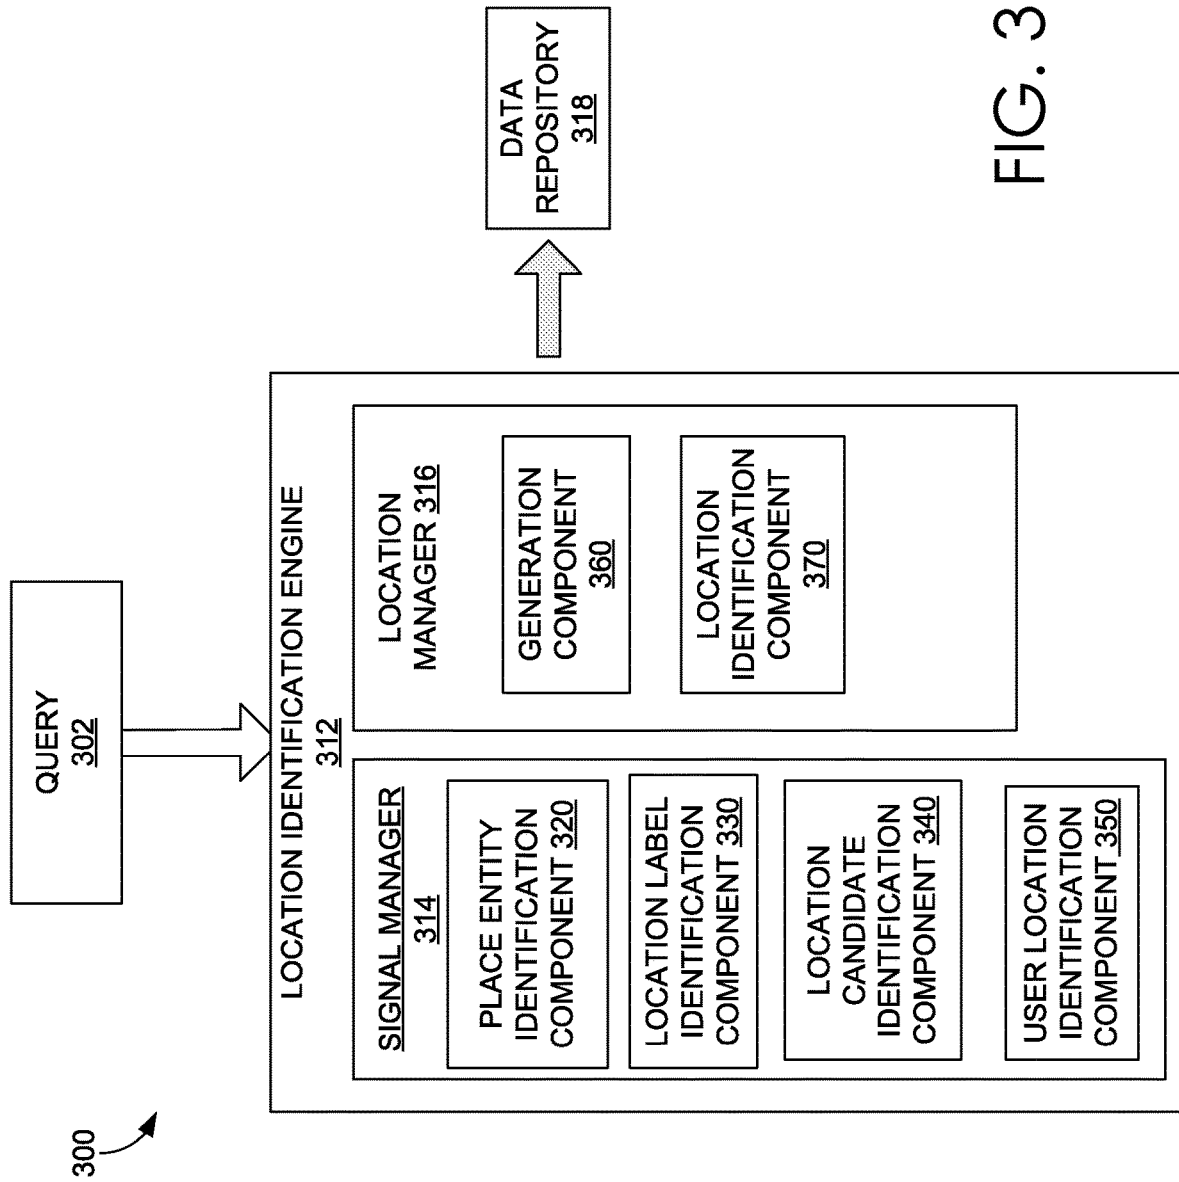 300
QUERY
302
LOCATION IDENTIFICATION ENGINE
312
SIGNAL MANAGER
314
PLACE ENTITY
IDENTIFICATION
COMPONENT 320
LOCATION LABEL
IDENTIFICATION
COMPONENT 330
LOCATION
CANDIDATE
IDENTIFICATION
COMPONENT 340
USER LOCATION
IDENTIFICATION
COMPONENT 350
LOCATION
MANAGER 316
GENERATION
COMPONENT
360
LOCATION
IDENTIFICATION
COMPONENT
370
DATA
REPOSITORY
318
FIG. 3